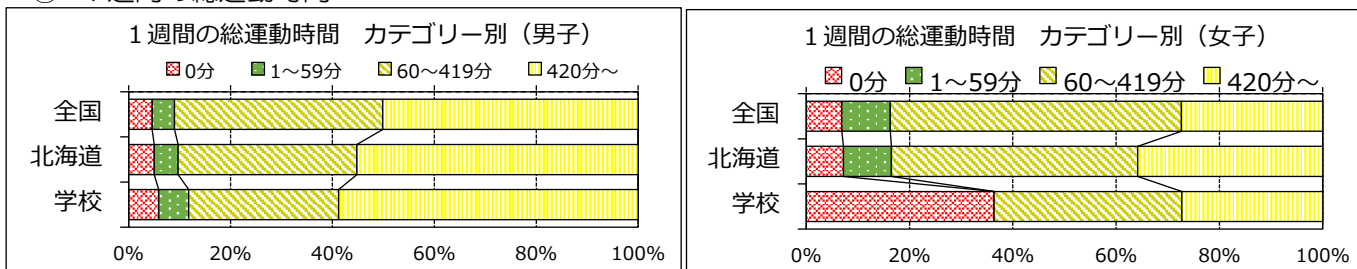 1週間の総運動時間 カテゴリー別（男子）
0分 1～59分 60～419分 420分～
全国
北海道
学校
0% 20% 40% 60% 80% 100%
1週間の総運動時間 カテゴリー別（女子）
0分 1～59分 60～419分 420分～
全国
北海道
学校
0% 20% 40% 60% 80% 100%